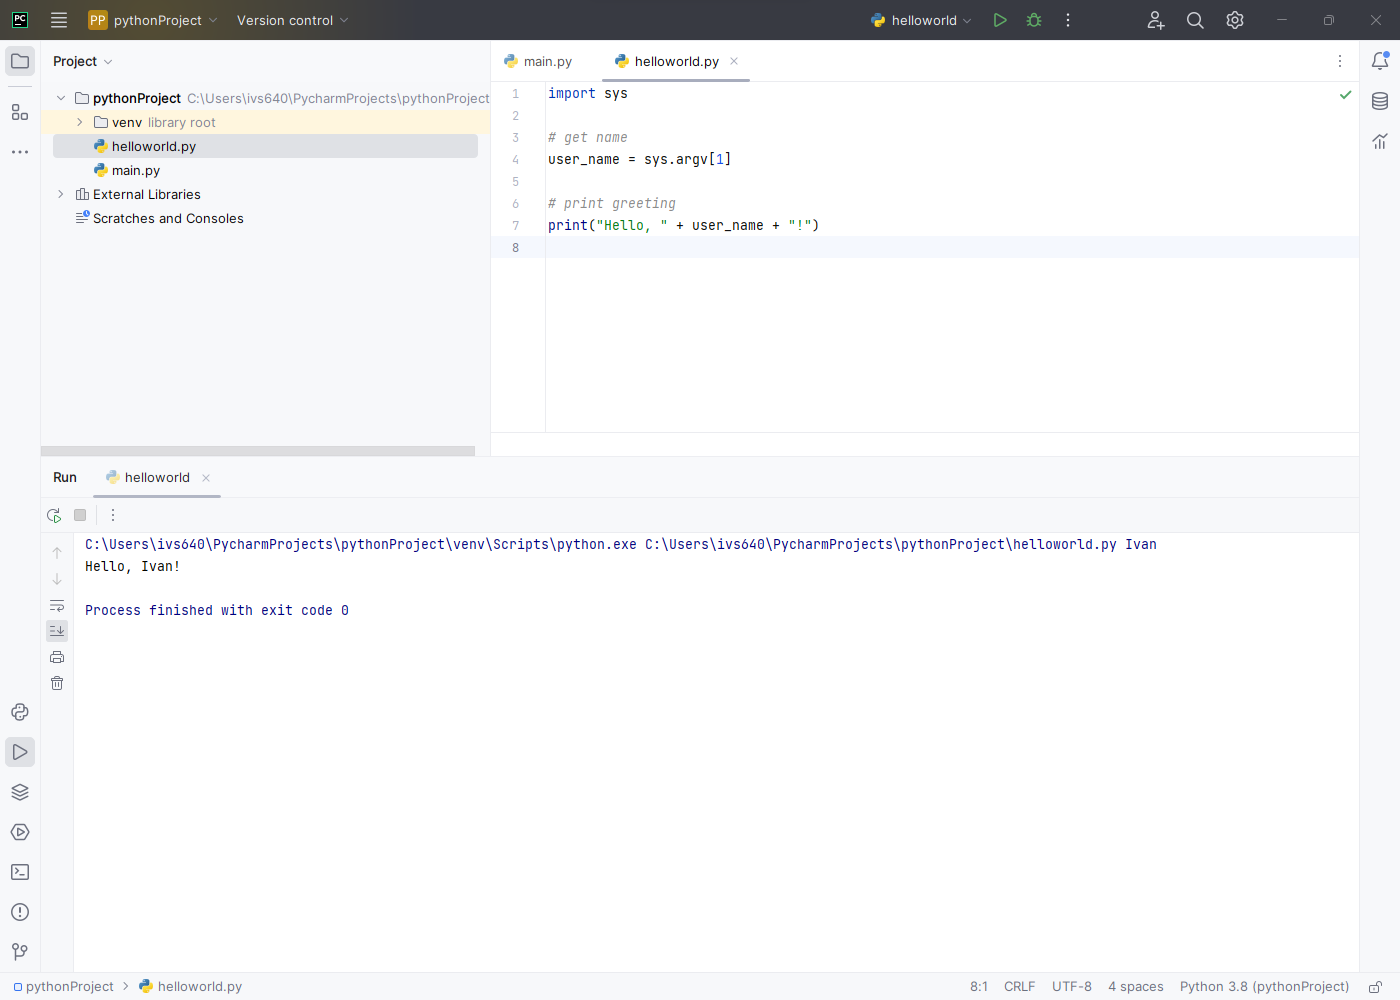 PC
PP pythonProject Version control helloworld
Project
main.py helloworld.py
pythonProject C:\Users\ivs640\PycharmProjects\pythonProject
venv library root
helloworld.py
main.py
External Libraries
Scratches and Consoles
1 import sys
2
3 # get name
4 user_name = sys.argv[1]
5
6 # print greeting
7 print("Hello, " + user_name + "!")
8
Run helloworld
C:\Users\ivs640\PycharmProjects\pythonProject\venv\Scripts\python.exe C:\Users\ivs640\PycharmProjects\pythonProject\helloworld.py Ivan
Hello, Ivan!
Process finished with exit code 0
pythonProject helloworld.py 8:1 CRLF UTF-8 4 spaces Python 3.8 (pythonProject)